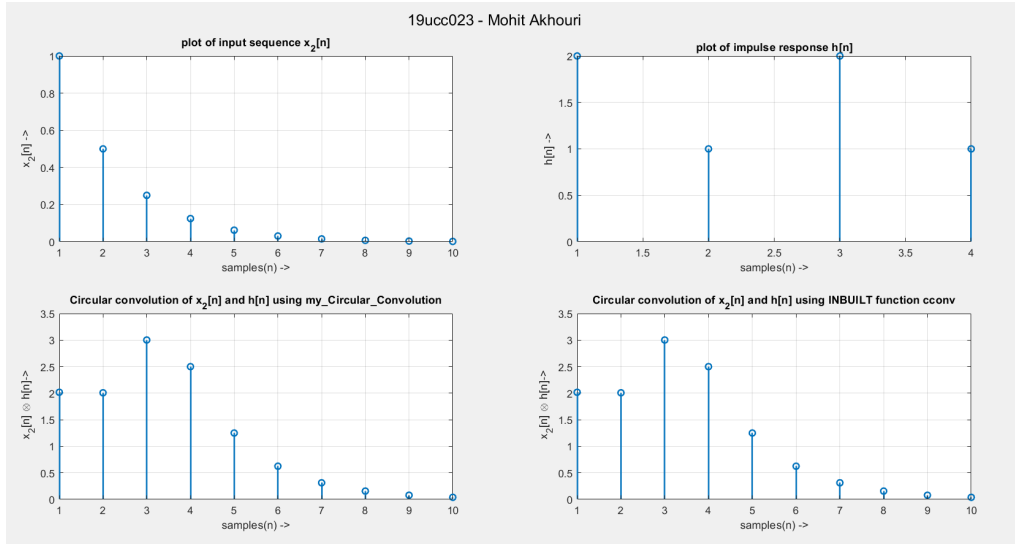 19ucc023 - Mohit Akhouri
plot of input sequence x₂[n]
1
0.8
0.6
0.4
0.2
0
x₂[n] ->
1 2 3 4 5 6 7 8 9 10
samples(n) ->
plot of impulse response h[n]
2
1.5
1
0.5
0
h[n] ->
1 1.5 2 2.5 3 3.5 4
samples(n) ->
Circular convolution of x₂[n] and h[n] using my_Circular_Convolution
3.5
3
2.5
2
1.5
1
0.5
0
x₂[n] ⊗ h[n]->
1 2 3 4 5 6 7 8 9 10
samples(n) ->
Circular convolution of x₂[n] and h[n] using INBUILT function cconv
3.5
3
2.5
2
1.5
1
0.5
0
x₂[n] ⊗ h[n]->
1 2 3 4 5 6 7 8 9 10
samples(n) ->